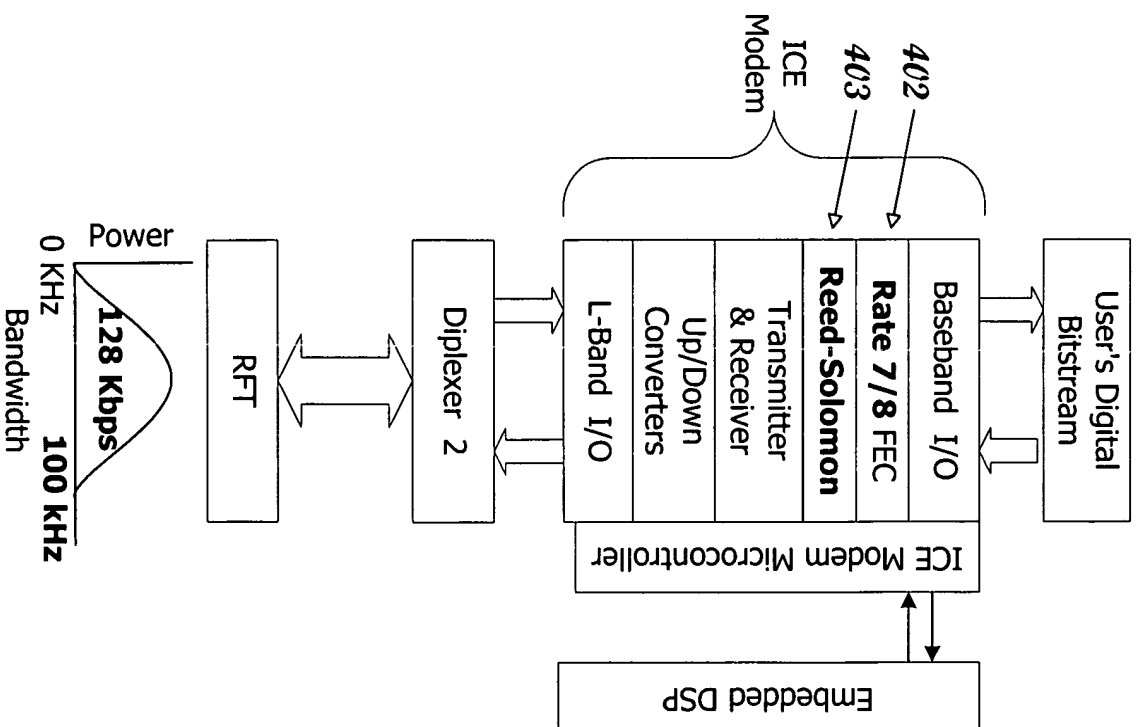 User's Digital
Bitstream
Baseband I/O
Rate 7/8 FEC
Reed-Solomon
Transmitter
& Receiver
Up/Down
Converters
L-Band I/O
402
403
ICE
Modem
ICE Modem Microcontroller
Embedded DSP
Diplexer 2
RFT
Power
128 Kbps
0 KHz
100 kHz
Bandwidth